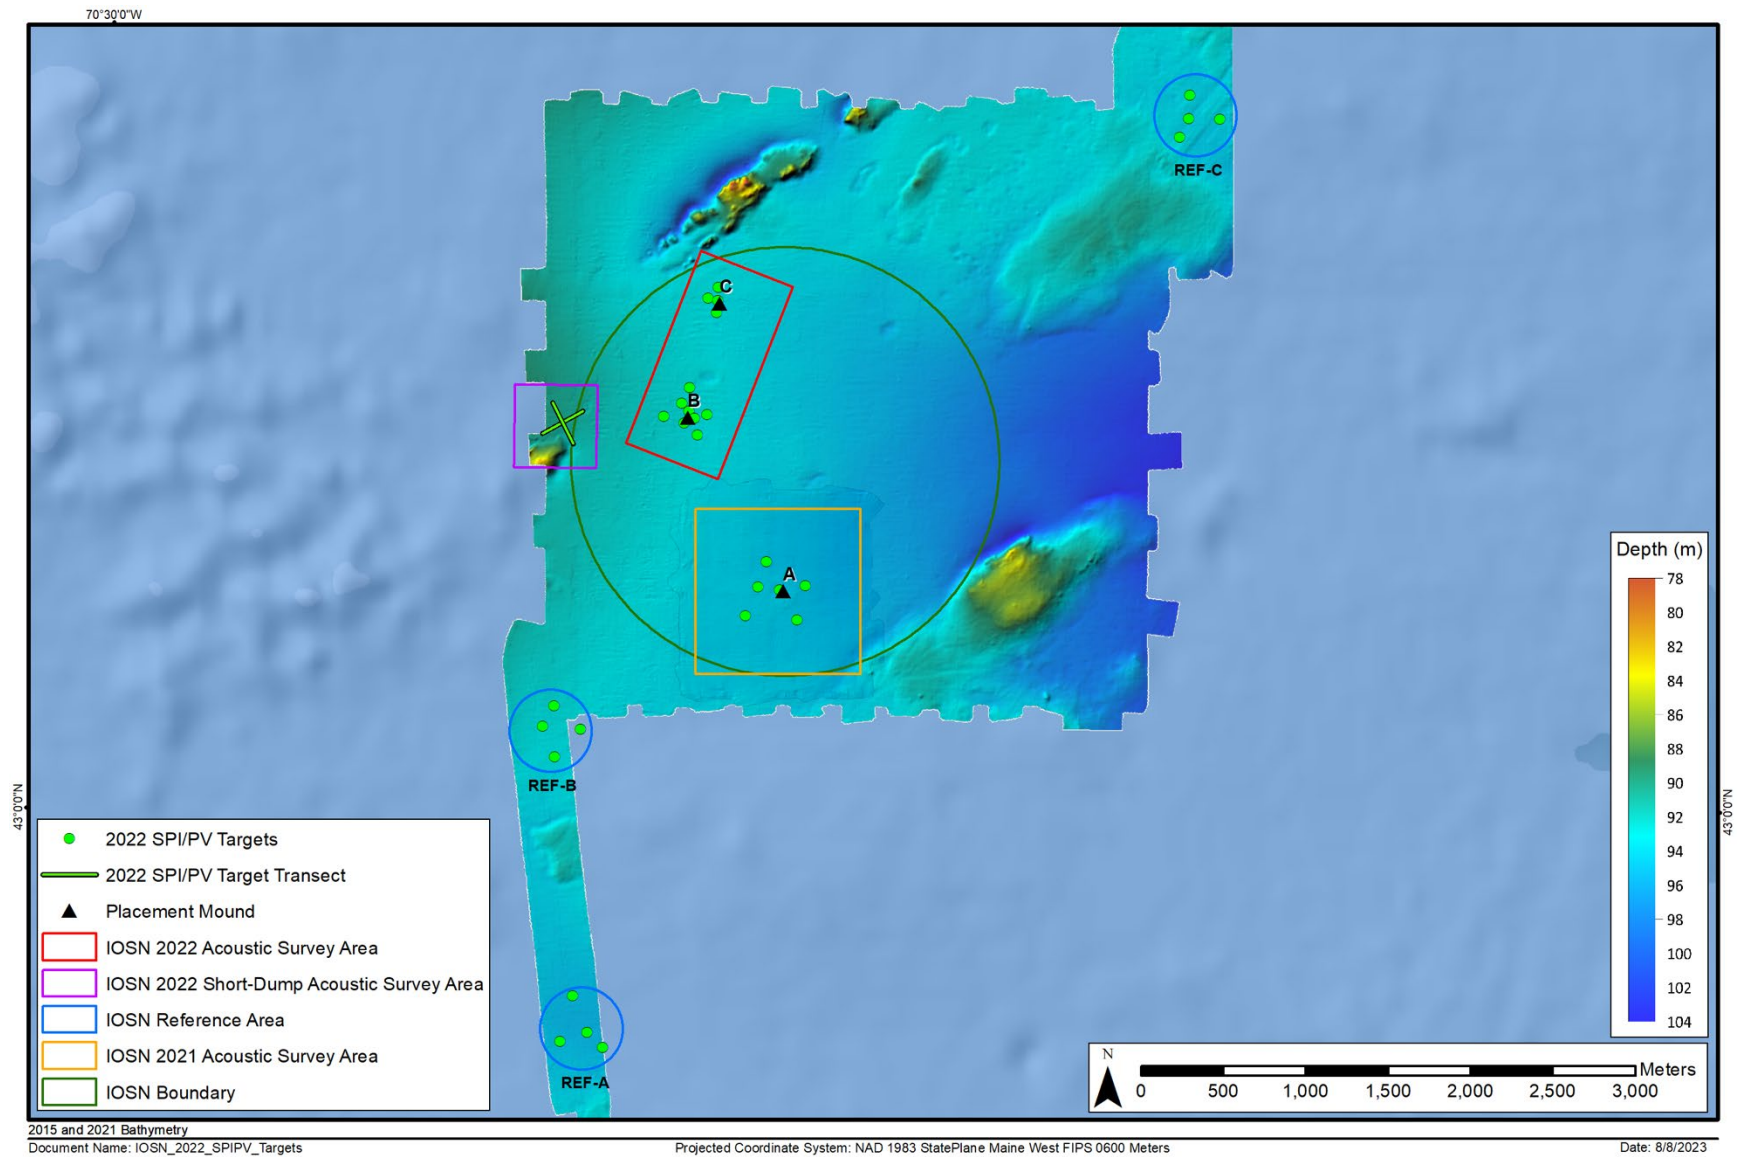 70°30'0"W
REF-C
C
B
A
REF-B
REF-A
43°0'0"N
43°0'0"N
2022 SPI/PV Targets
2022 SPI/PV Target Transect
Placement Mound
IOSN 2022 Acoustic Survey Area
IOSN 2022 Short-Dump Acoustic Survey Area
IOSN Reference Area
IOSN 2021 Acoustic Survey Area
IOSN Boundary
Depth (m)
78
80
82
84
86
88
90
92
94
96
98
100
102
104
N
Meters
0 500 1,000 1,500 2,000 2,500 3,000
2015 and 2021 Bathymetry
Document Name: IOSN_2022_SPIPV_Targets Projected Coordinate System: NAD 1983 StatePlane Maine West FIPS 0600 Meters Date: 8/8/2023